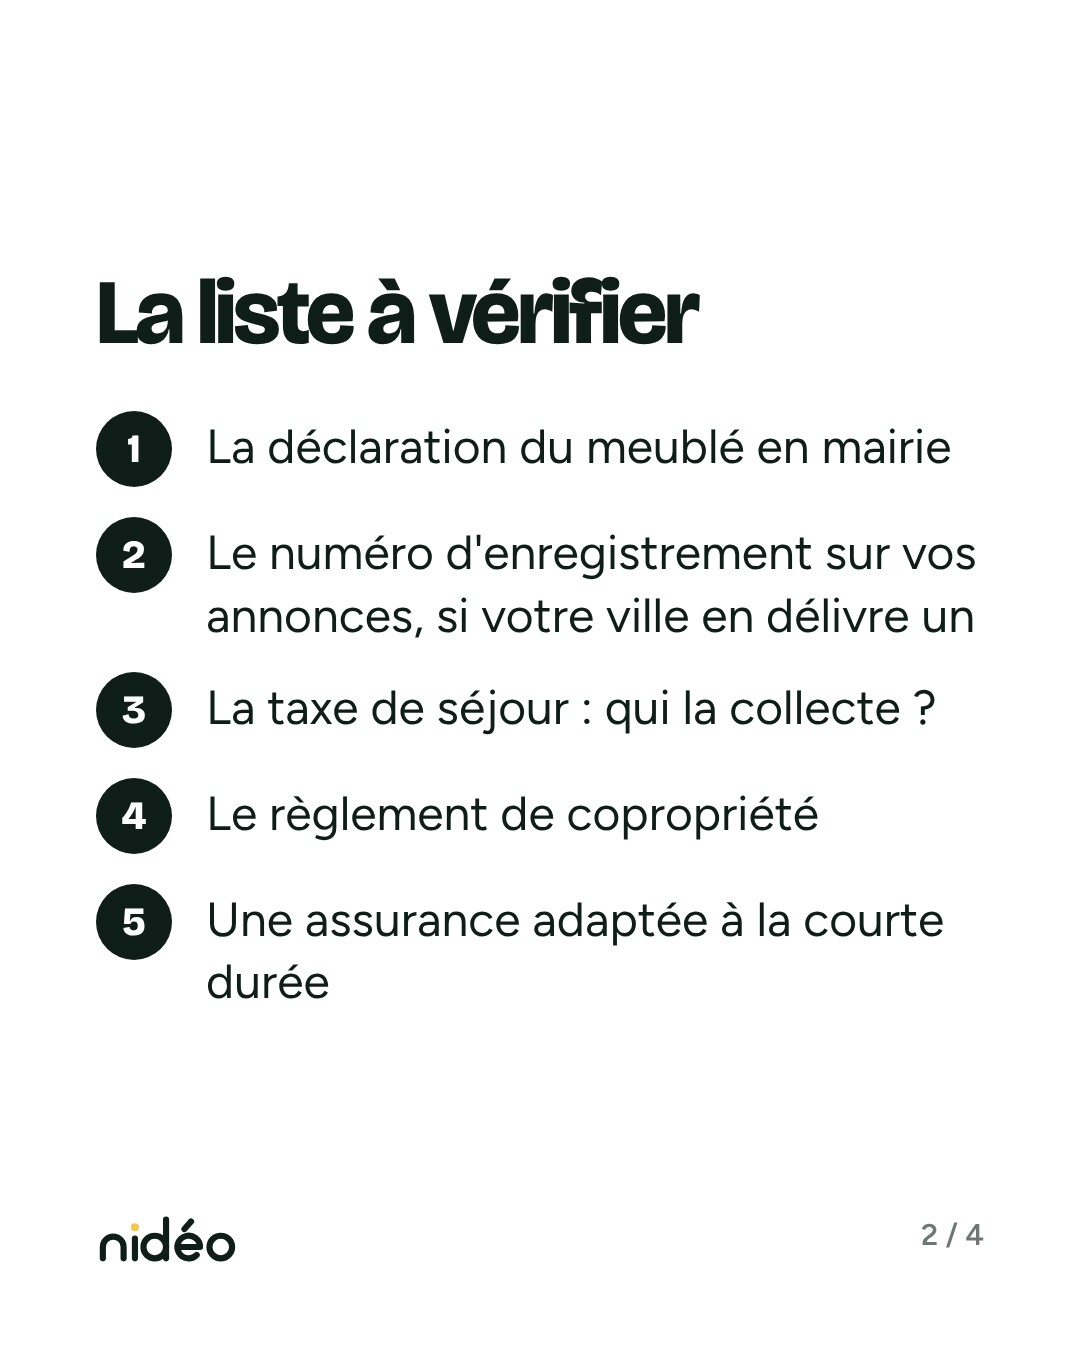 La liste à vérifier
1 La déclaration du meublé en mairie
2 Le numéro d'enregistrement sur vos
annonces, si votre ville en délivre un
3 La taxe de séjour : qui la collecte ?
4 Le règlement de copropriété
5 Une assurance adaptée à la courte
durée
nidéo
2 / 4